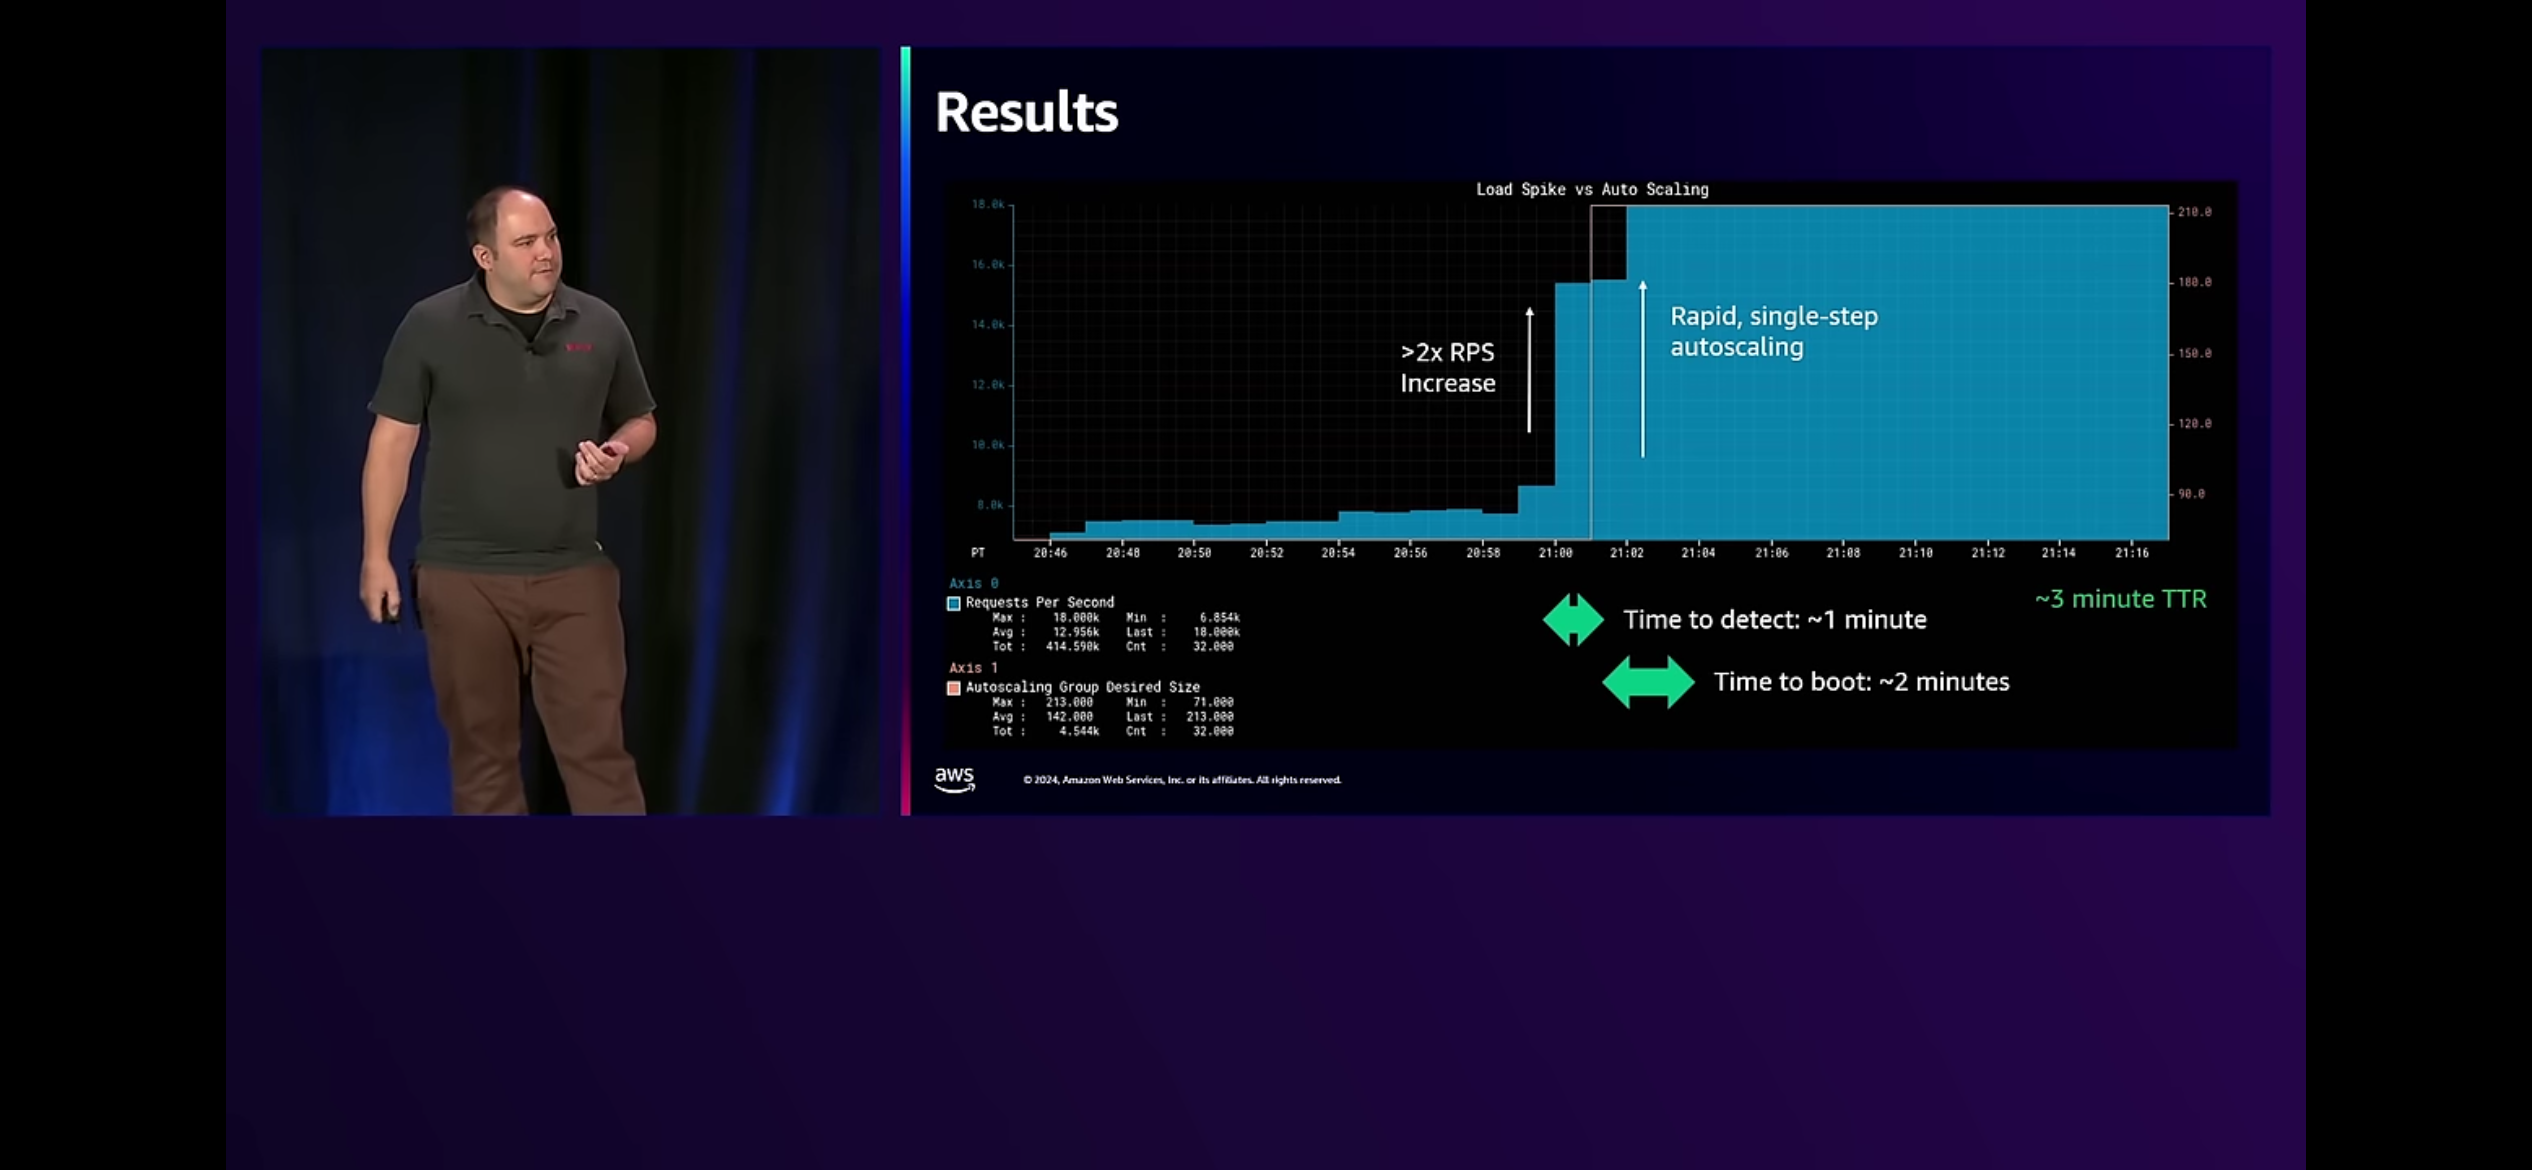 Results
Load Spike vs Auto Scaling
18.0k
16.0k
14.0k
12.0k
10.0k
8.0k
210.0
180.0
150.0
120.0
90.0
>2x RPS
Increase
Rapid, single-step
autoscaling
PT 20:46 20:48 20:50 20:52 20:54 20:56 20:58 21:00 21:02 21:04 21:06 21:08 21:10 21:12 21:14 21:16
Axis 0
Requests Per Second
Max : 18.000k Min : 6.854k
Avg : 12.956k Last : 18.000k
Tot : 414.590k Cnt : 32.000
Axis 1
Autoscaling Group Desired Size
Max : 213.000 Min : 71.000
Avg : 142.000 Last : 213.000
Tot : 4.544k Cnt : 32.000
~3 minute TTR
Time to detect: ~1 minute
Time to boot: ~2 minutes
aws
© 2024, Amazon Web Services, Inc. or its affiliates. All rights reserved.